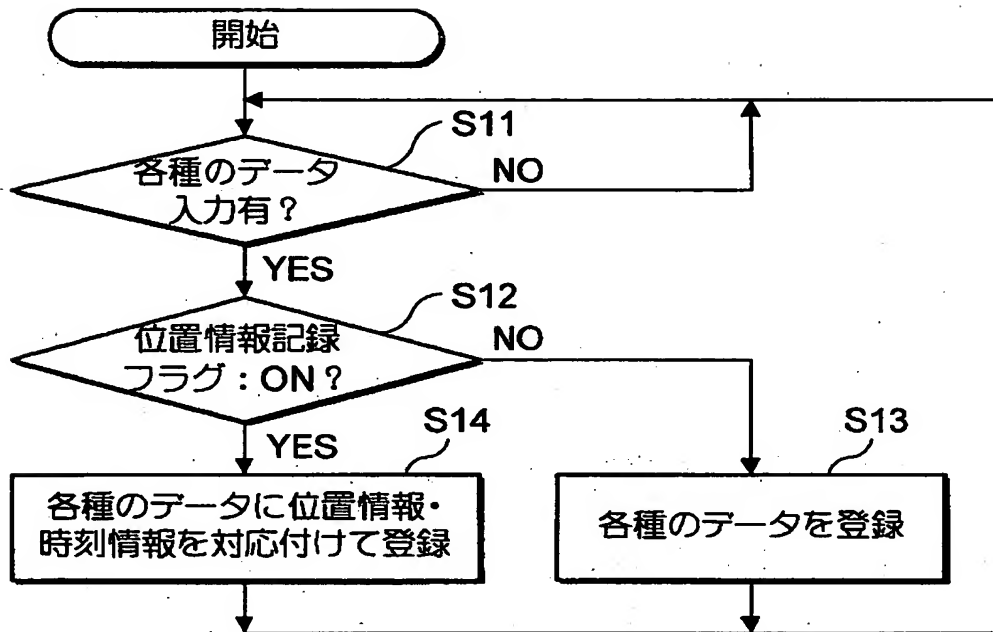 開始
S11
各種のデータ
入力有？
NO
YES
S12
位置情報記録
フラグ：ON？
NO
YES
S14
各種のデータに位置情報・
時刻情報を対応付けて登録
S13
各種のデータを登録